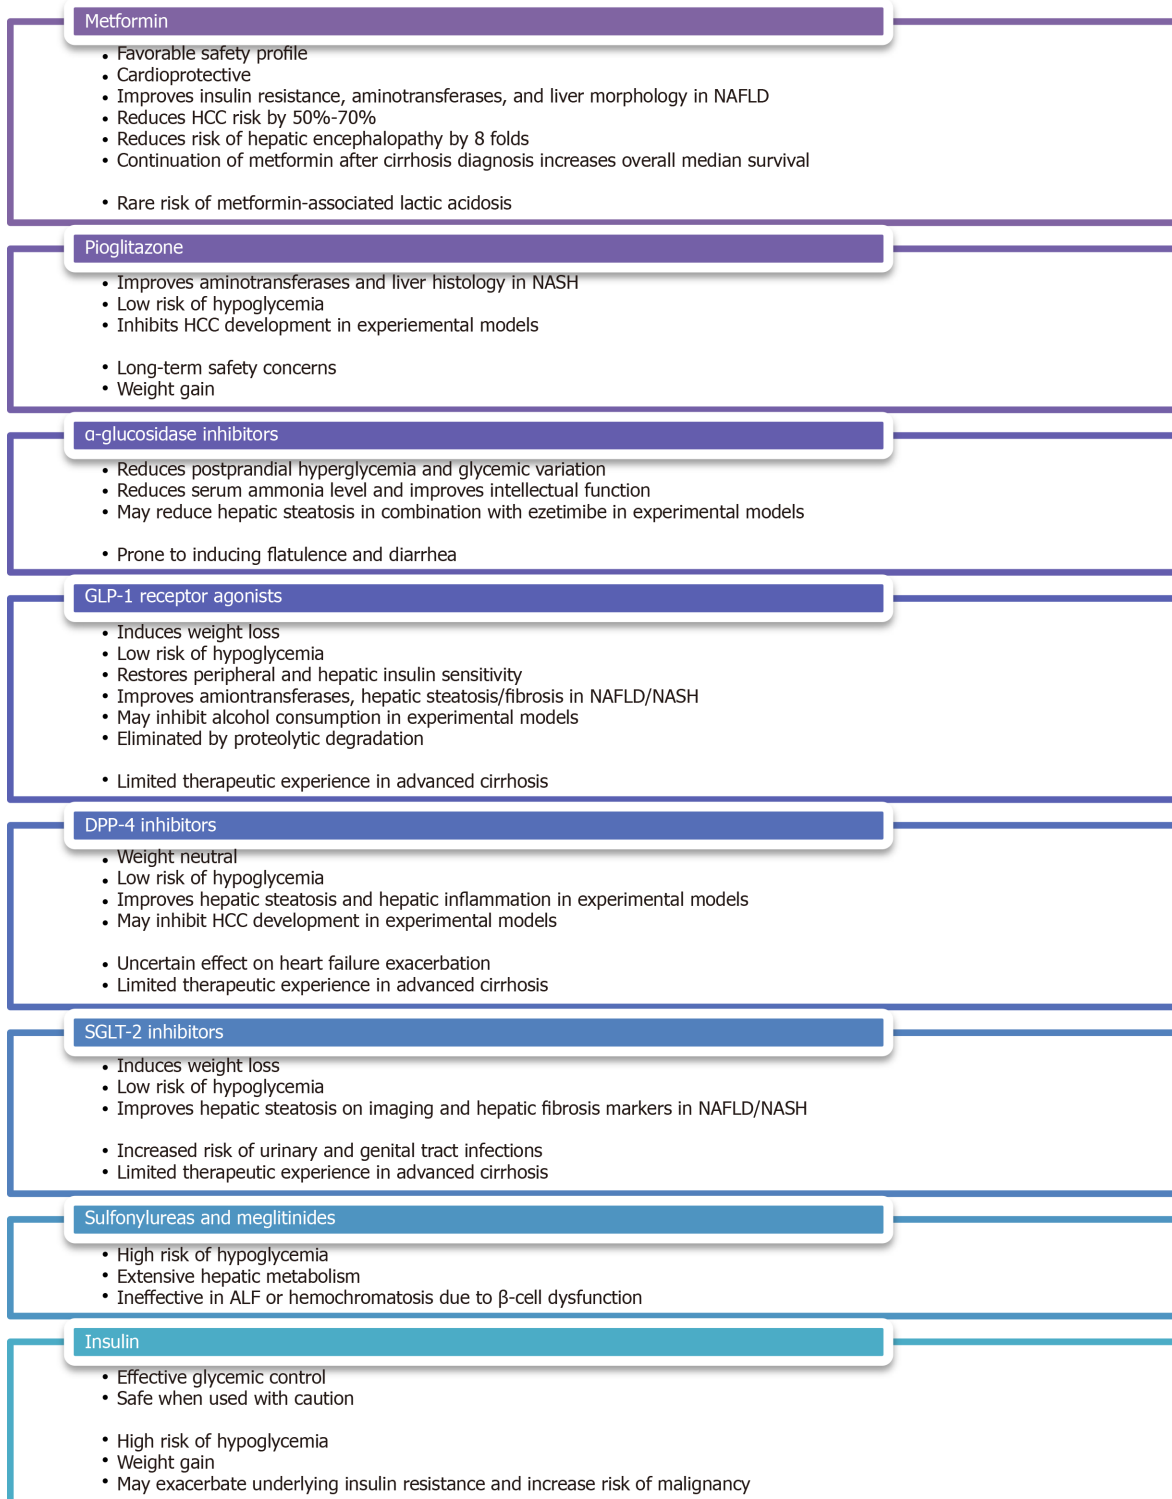 Metformin
• Favorable safety profile
• Cardioprotective
• Improves insulin resistance, aminotransferases, and liver morphology in NAFLD
• Reduces HCC risk by 50%-70%
• Reduces risk of hepatic encephalopathy by 8 folds
• Continuation of metformin after cirrhosis diagnosis increases overall median survival
• Rare risk of metformin-associated lactic acidosis
Pioglitazone
• Improves aminotransferases and liver histology in NASH
• Low risk of hypoglycemia
• Inhibits HCC development in experiemental models
• Long-term safety concerns
• Weight gain
α-glucosidase inhibitors
• Reduces postprandial hyperglycemia and glycemic variation
• Reduces serum ammonia level and improves intellectual function
• May reduce hepatic steatosis in combination with ezetimibe in experimental models
• Prone to inducing flatulence and diarrhea
GLP-1 receptor agonists
• Induces weight loss
• Low risk of hypoglycemia
• Restores peripheral and hepatic insulin sensitivity
• Improves amiontransferases, hepatic steatosis/fibrosis in NAFLD/NASH
• May inhibit alcohol consumption in experimental models
• Eliminated by proteolytic degradation
• Limited therapeutic experience in advanced cirrhosis
DPP-4 inhibitors
• Weight neutral
• Low risk of hypoglycemia
• Improves hepatic steatosis and hepatic inflammation in experimental models
• May inhibit HCC development in experimental models
• Uncertain effect on heart failure exacerbation
• Limited therapeutic experience in advanced cirrhosis
SGLT-2 inhibitors
• Induces weight loss
• Low risk of hypoglycemia
• Improves hepatic steatosis on imaging and hepatic fibrosis markers in NAFLD/NASH
• Increased risk of urinary and genital tract infections
• Limited therapeutic experience in advanced cirrhosis
Sulfonylureas and meglitinides
• High risk of hypoglycemia
• Extensive hepatic metabolism
• Ineffective in ALF or hemochromatosis due to β-cell dysfunction
Insulin
• Effective glycemic control
• Safe when used with caution
• High risk of hypoglycemia
• Weight gain
• May exacerbate underlying insulin resistance and increase risk of malignancy